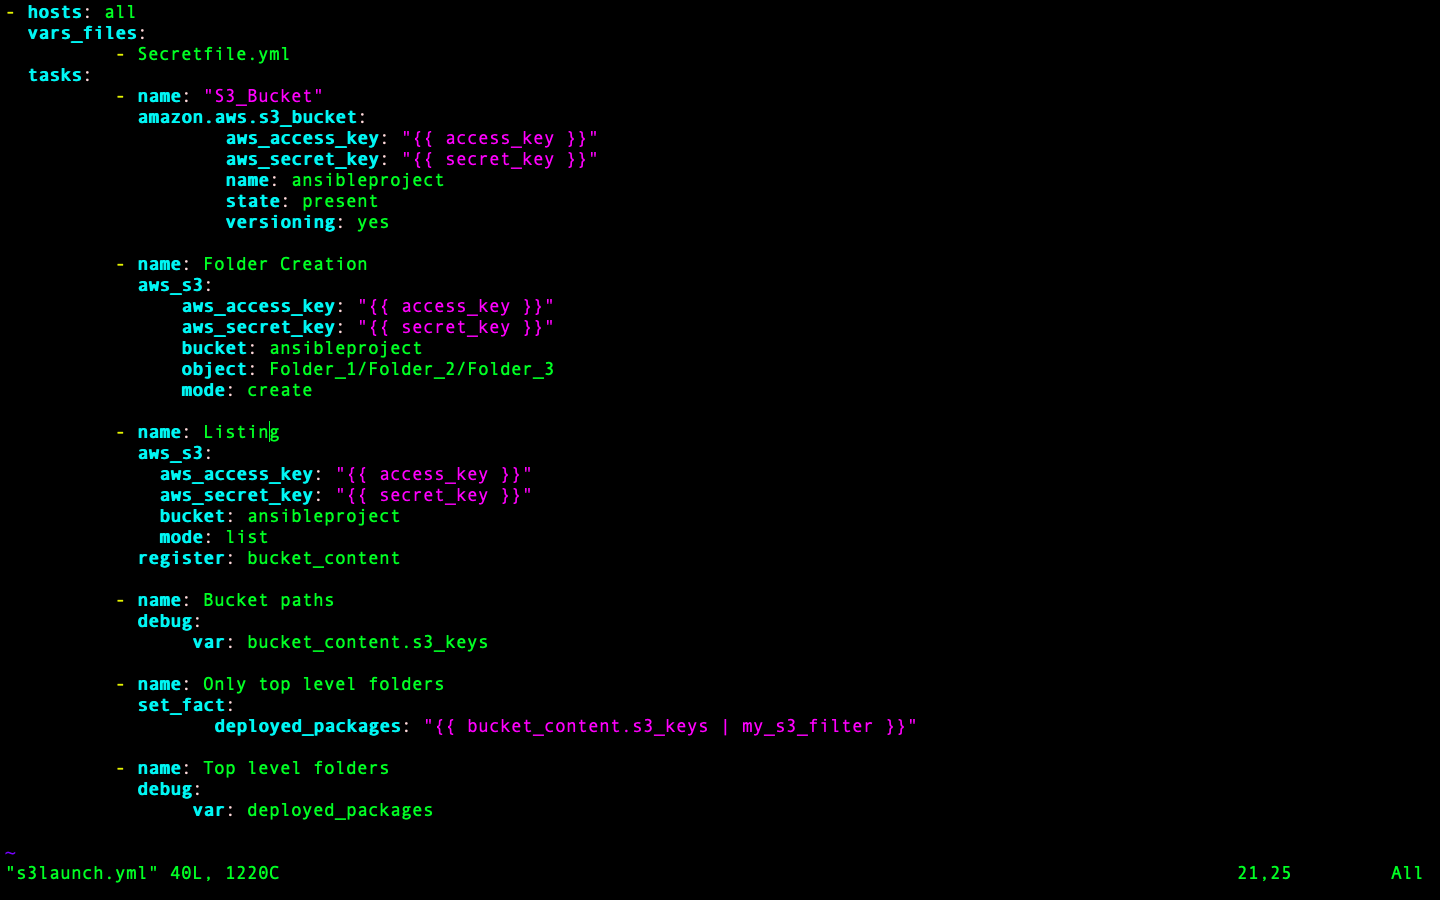 - hosts: all
  vars_files:
          - Secretfile.yml
  tasks:
          - name: "S3_Bucket"
            amazon.aws.s3_bucket:
                    aws_access_key: "{{ access_key }}"
                    aws_secret_key: "{{ secret_key }}"
                    name: ansibleproject
                    state: present
                    versioning: yes

          - name: Folder Creation
            aws_s3:
                aws_access_key: "{{ access_key }}"
                aws_secret_key: "{{ secret_key }}"
                bucket: ansibleproject
                object: Folder_1/Folder_2/Folder_3
                mode: create

          - name: Listing
            aws_s3:
              aws_access_key: "{{ access_key }}"
              aws_secret_key: "{{ secret_key }}"
              bucket: ansibleproject
              mode: list
            register: bucket_content

          - name: Bucket paths
            debug:
                 var: bucket_content.s3_keys

          - name: Only top level folders
            set_fact:
                   deployed_packages: "{{ bucket_content.s3_keys | my_s3_filter }}"

          - name: Top level folders
            debug:
                 var: deployed_packages

~
"s3launch.yml" 40L, 1220C 21,25 All